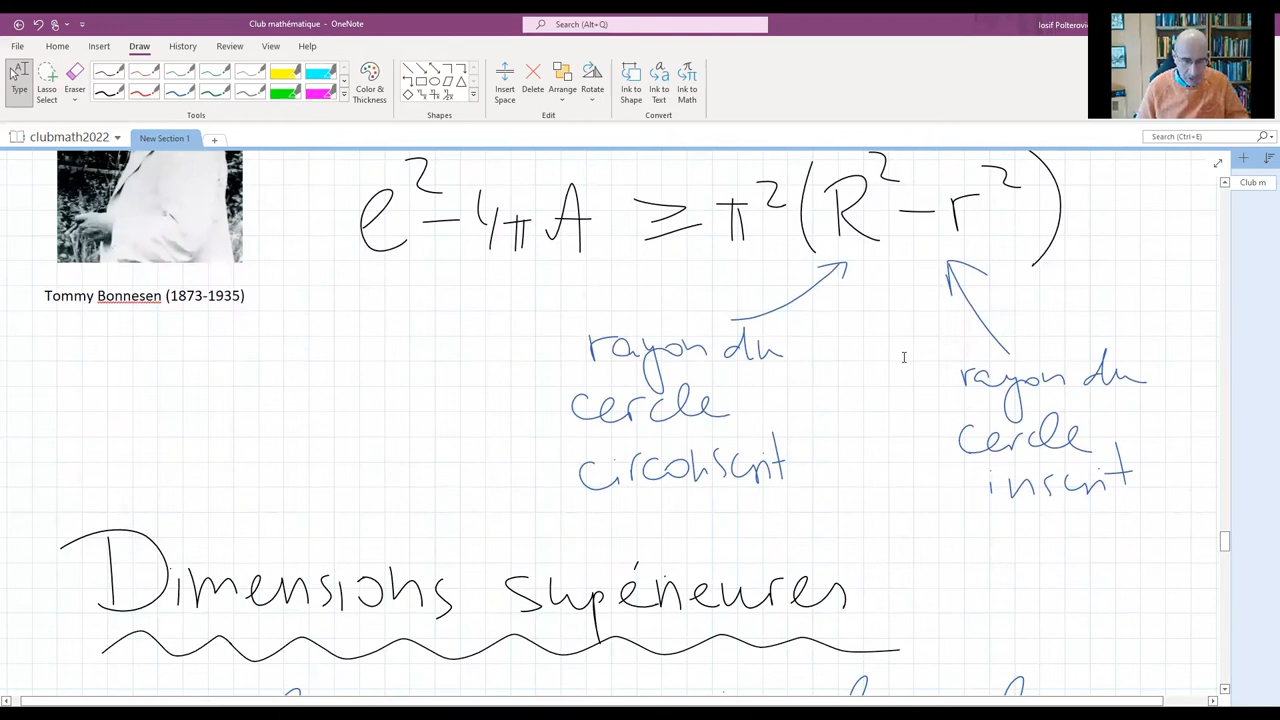 Club mathématique - OneNote
Search (Alt+Q)
Iosif Polterovi
File Home Insert Draw History Review View Help
Type
Lasso Select
Eraser
Color & Thickness
Insert Space
Delete
Arrange
Rotate
Ink to Shape
Ink to Text
Ink to Math
Tools
Shapes
Edit
Convert
clubmath2022
New Section 1
Search (Ctrl+E)
Club m
ℓ² - 4πA ≥ π² (R² - r²)
Tommy Bonnesen (1873-1935)
rayon du
cercle
circonscrit
rayon du
cercle
inscrit
Dimensions supérieures